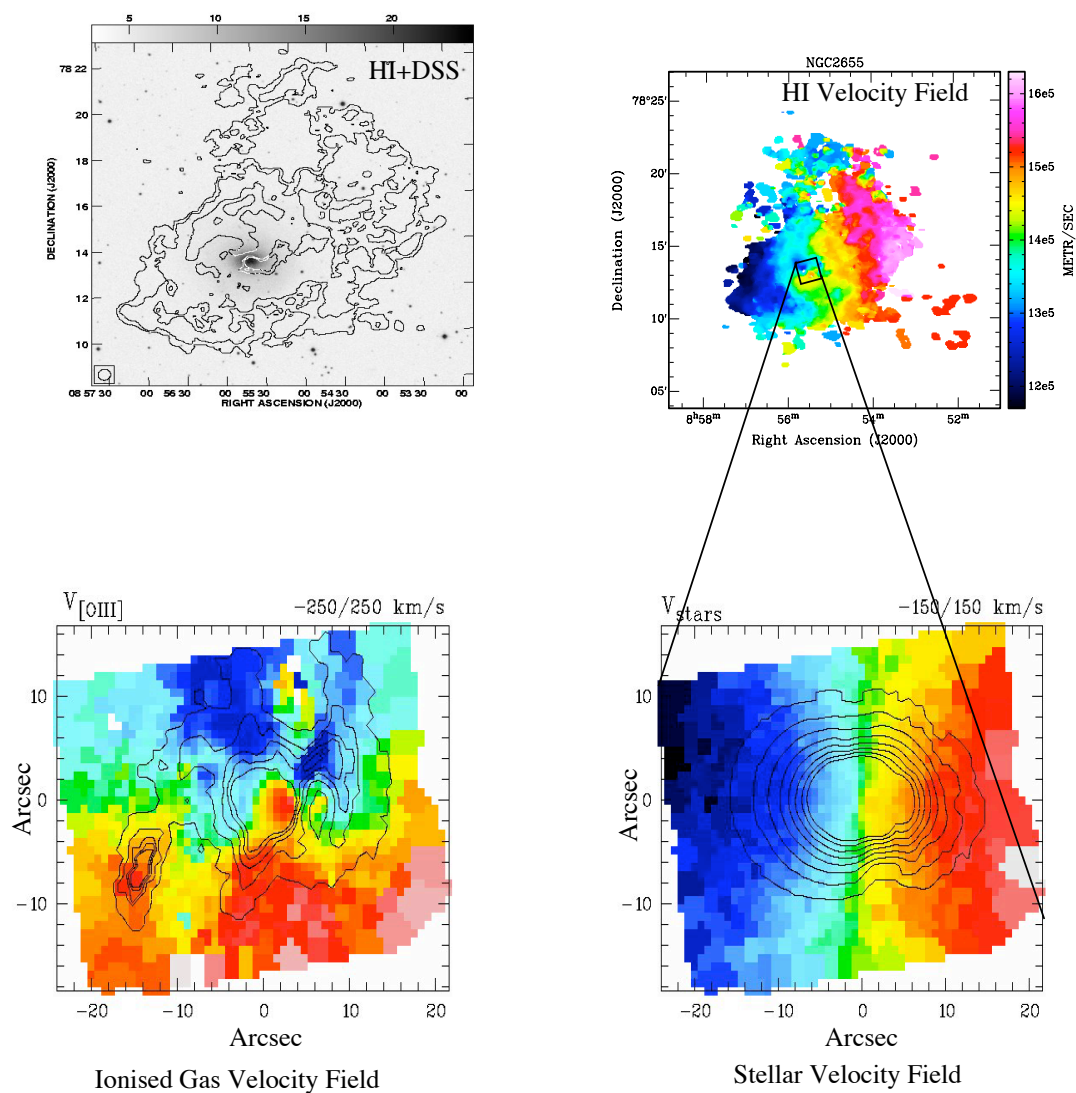 5 10 15 20
HI+DSS
DECLINATION (J2000)
78 22
20
18
16
14
12
10
08 57 30 00 56 30 00 55 30 00 54 30 00 53 30 00
RIGHT ASCENSION (J2000)
NGC2655
HI Velocity Field
Declination (J2000)
78°25'
20'
15'
10'
05'
8ʰ58ᵐ 56ᵐ 54ᵐ 52ᵐ
Right Ascension (J2000)
16e5
15e5
14e5
13e5
12e5
METR/SEC
V[OIII] −250/250 km/s
Arcsec
10
0
−10
−20 −10 0 10 20
Arcsec
Ionised Gas Velocity Field
Vstars −150/150 km/s
Arcsec
10
0
−10
−20 −10 0 10 20
Arcsec
Stellar Velocity Field